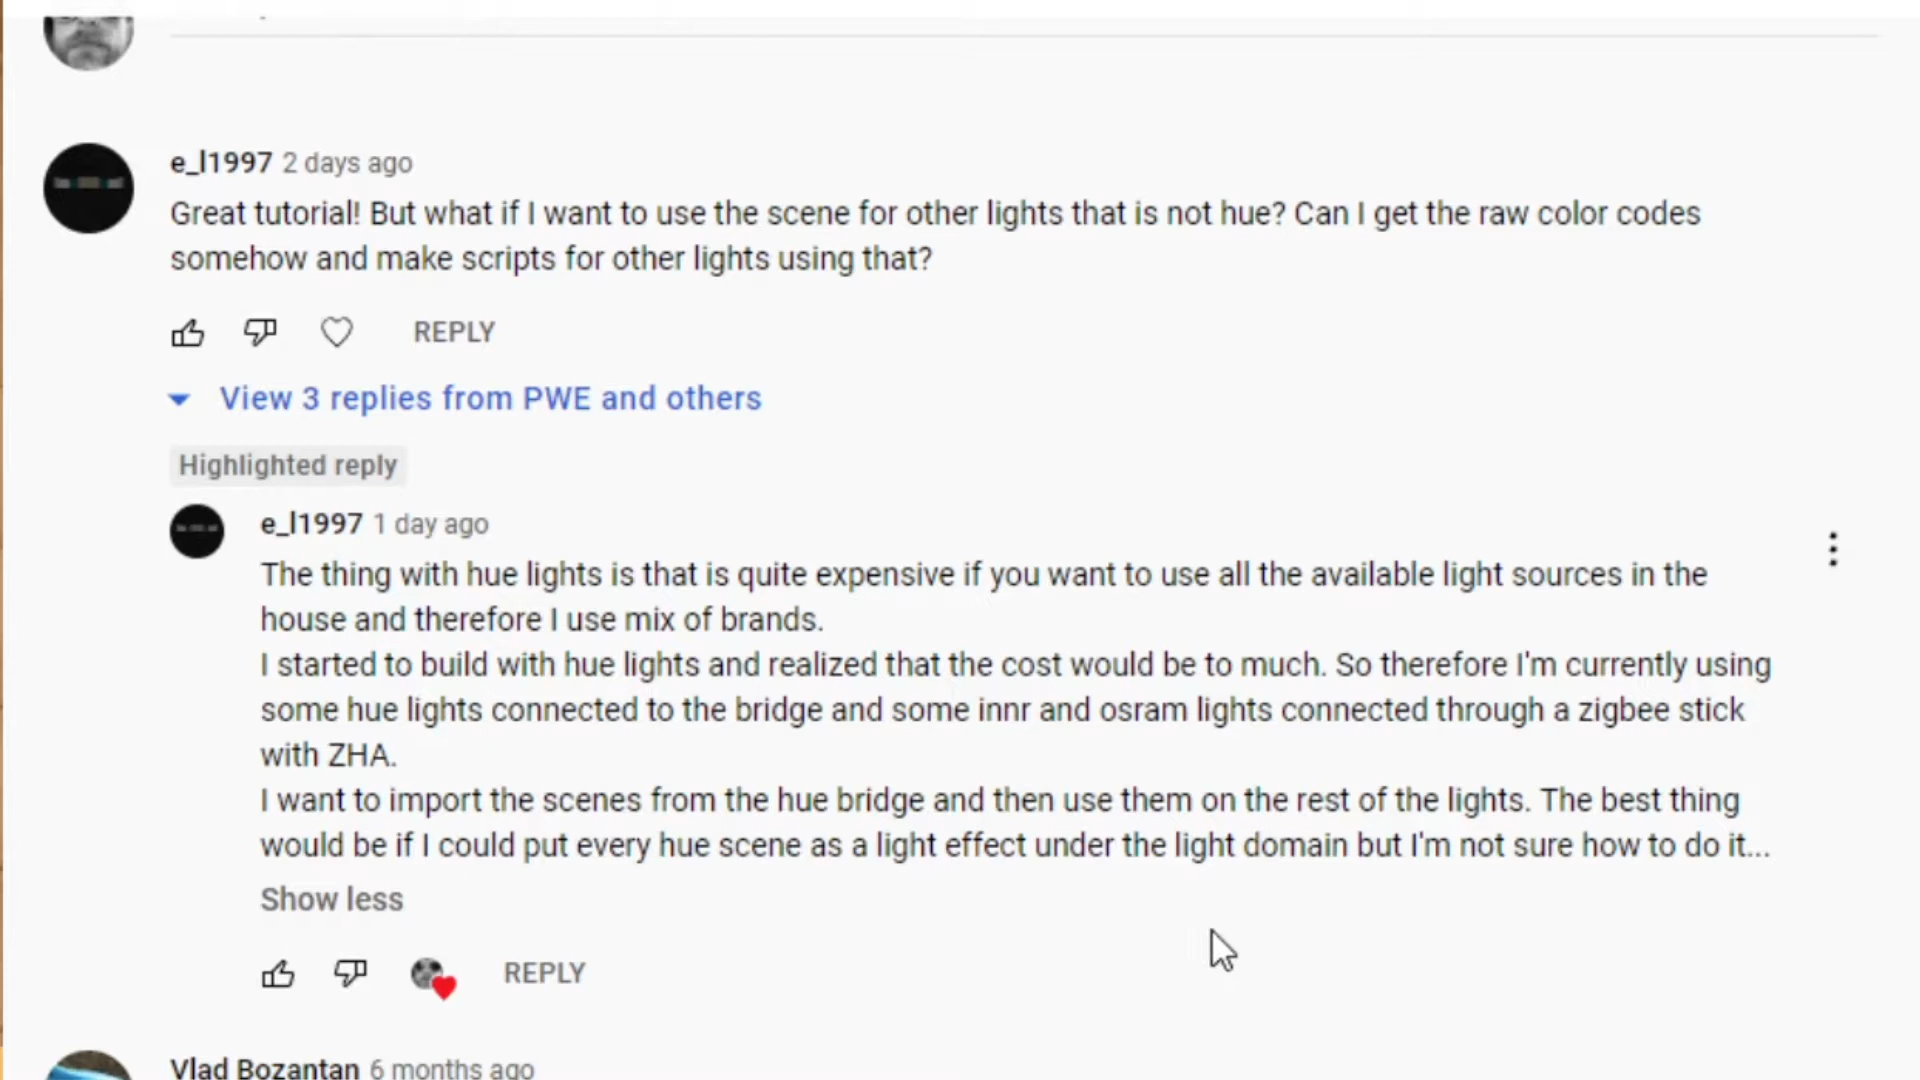 e_l1997 2 days ago
Great tutorial! But what if I want to use the scene for other lights that is not hue? Can I get the raw color codes
somehow and make scripts for other lights using that?
REPLY
View 3 replies from PWE and others
Highlighted reply
e_l1997 1 day ago
The thing with hue lights is that is quite expensive if you want to use all the available light sources in the
house and therefore I use mix of brands.
I started to build with hue lights and realized that the cost would be to much. So therefore I'm currently using
some hue lights connected to the bridge and some innr and osram lights connected through a zigbee stick
with ZHA.
I want to import the scenes from the hue bridge and then use them on the rest of the lights. The best thing
would be if I could put every hue scene as a light effect under the light domain but I'm not sure how to do it...
Show less
REPLY
Vlad Bozantan 6 months ago